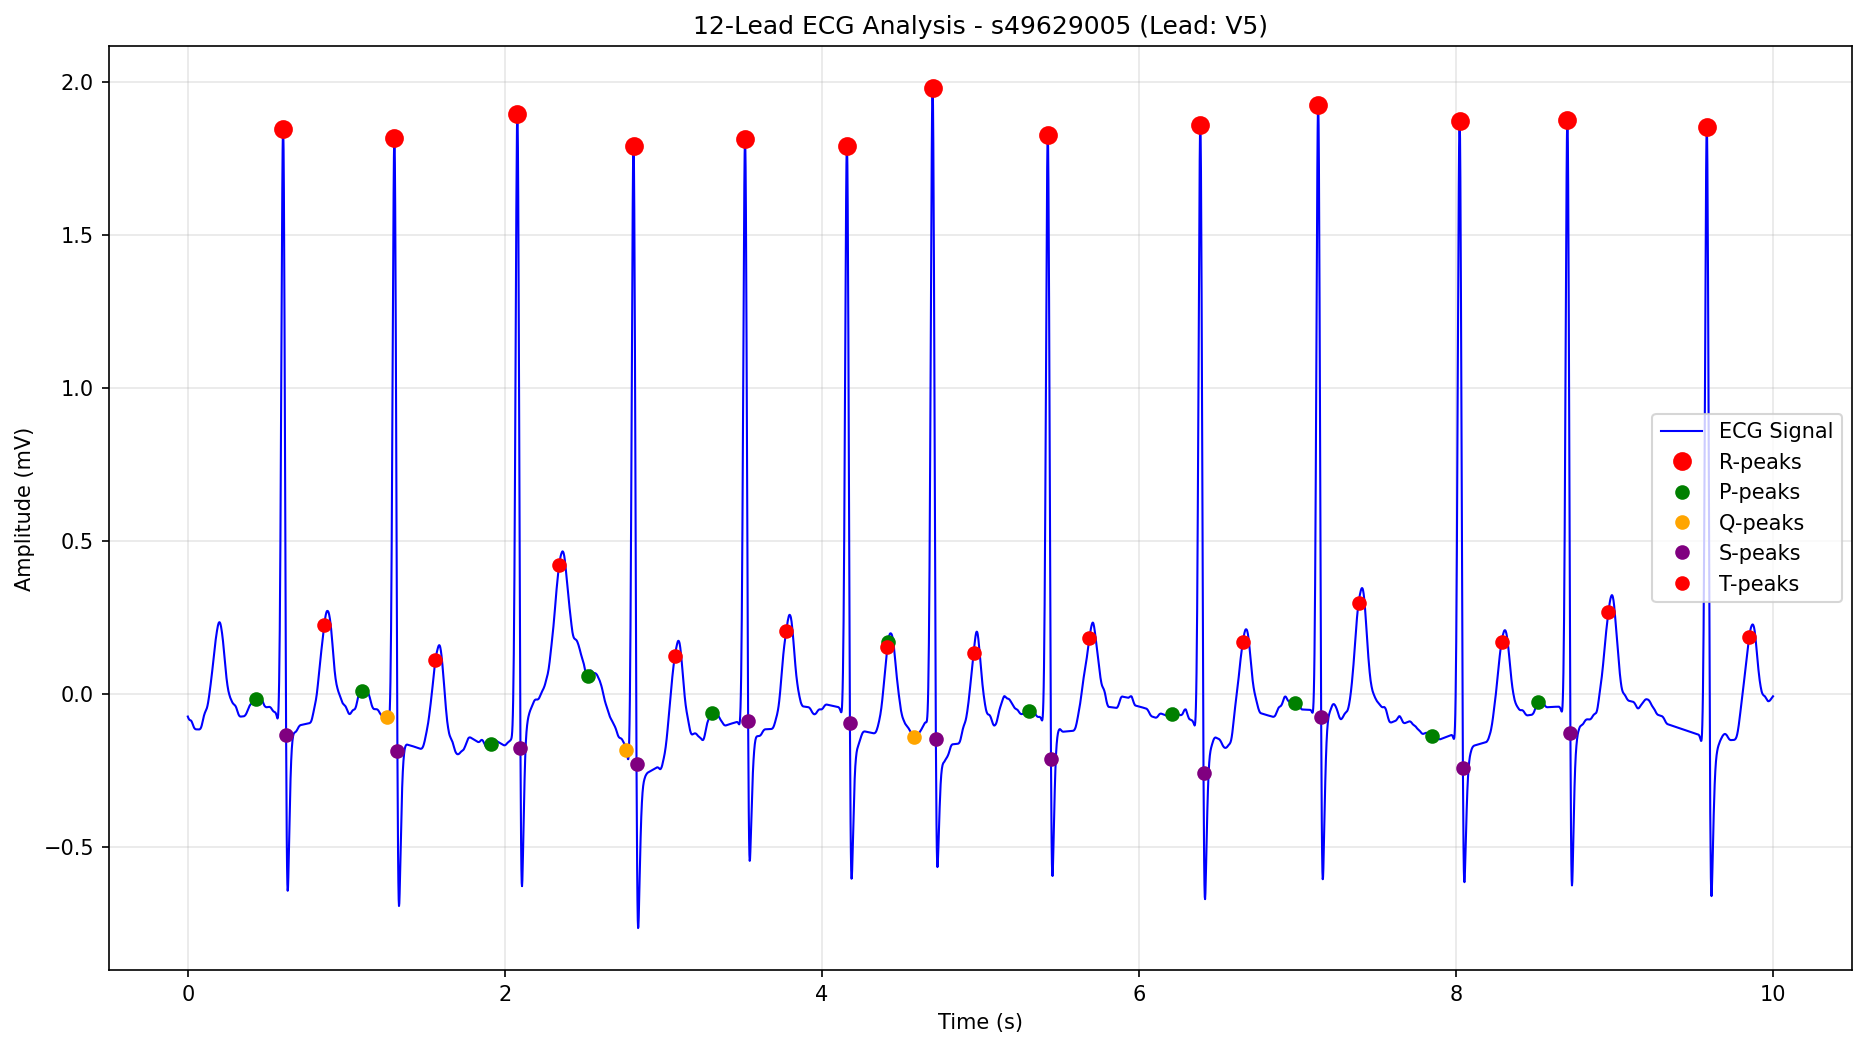 12-Lead ECG Analysis - s49629005 (Lead: V5)
Amplitude (mV)
2.0
1.5
1.0
0.5
0.0
−0.5
ECG Signal
R-peaks
P-peaks
Q-peaks
S-peaks
T-peaks
0
2
4
6
8
10
Time (s)